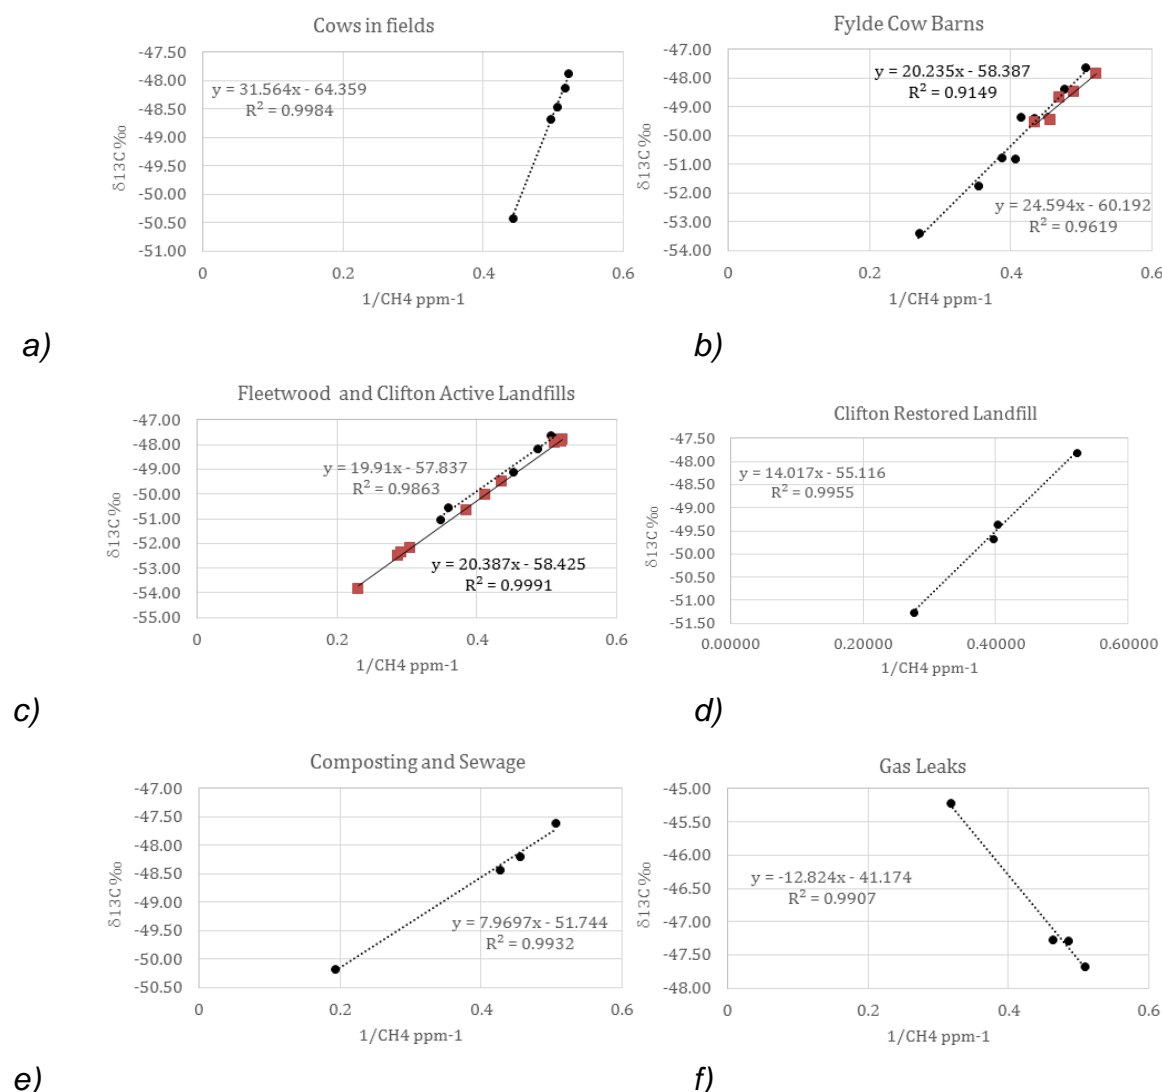 Cows in fields
-47.50
-48.00
-48.50
-49.00
-49.50
-50.00
-50.50
-51.00
δ13C ‰
y = 31.564x - 64.359
R² = 0.9984
0 0.2 0.4 0.6
1/CH4 ppm-1
a)
Fylde Cow Barns
-47.00
-48.00
-49.00
-50.00
-51.00
-52.00
-53.00
-54.00
δ13C ‰
y = 20.235x - 58.387
R² = 0.9149
y = 24.594x - 60.192
R² = 0.9619
0 0.2 0.4 0.6
1/CH4 ppm-1
b)
Fleetwood and Clifton Active Landfills
-47.00
-48.00
-49.00
-50.00
-51.00
-52.00
-53.00
-54.00
-55.00
δ13C ‰
y = 19.91x - 57.837
R² = 0.9863
y = 20.387x - 58.425
R² = 0.9991
0 0.2 0.4 0.6
1/CH4 ppm-1
c)
Clifton Restored Landfill
-47.50
-48.00
-48.50
-49.00
-49.50
-50.00
-50.50
-51.00
-51.50
δ13C ‰
y = 14.017x - 55.116
R² = 0.9955
0.00000 0.20000 0.40000 0.60000
1/CH4 ppm-1
d)
Composting and Sewage
-47.00
-47.50
-48.00
-48.50
-49.00
-49.50
-50.00
-50.50
δ13C ‰
y = 7.9697x - 51.744
R² = 0.9932
0 0.2 0.4 0.6
1/CH4 ppm-1
e)
Gas Leaks
-45.00
-45.50
-46.00
-46.50
-47.00
-47.50
-48.00
δ13C ‰
y = -12.824x - 41.174
R² = 0.9907
0 0.2 0.4 0.6
1/CH4 ppm-1
f)